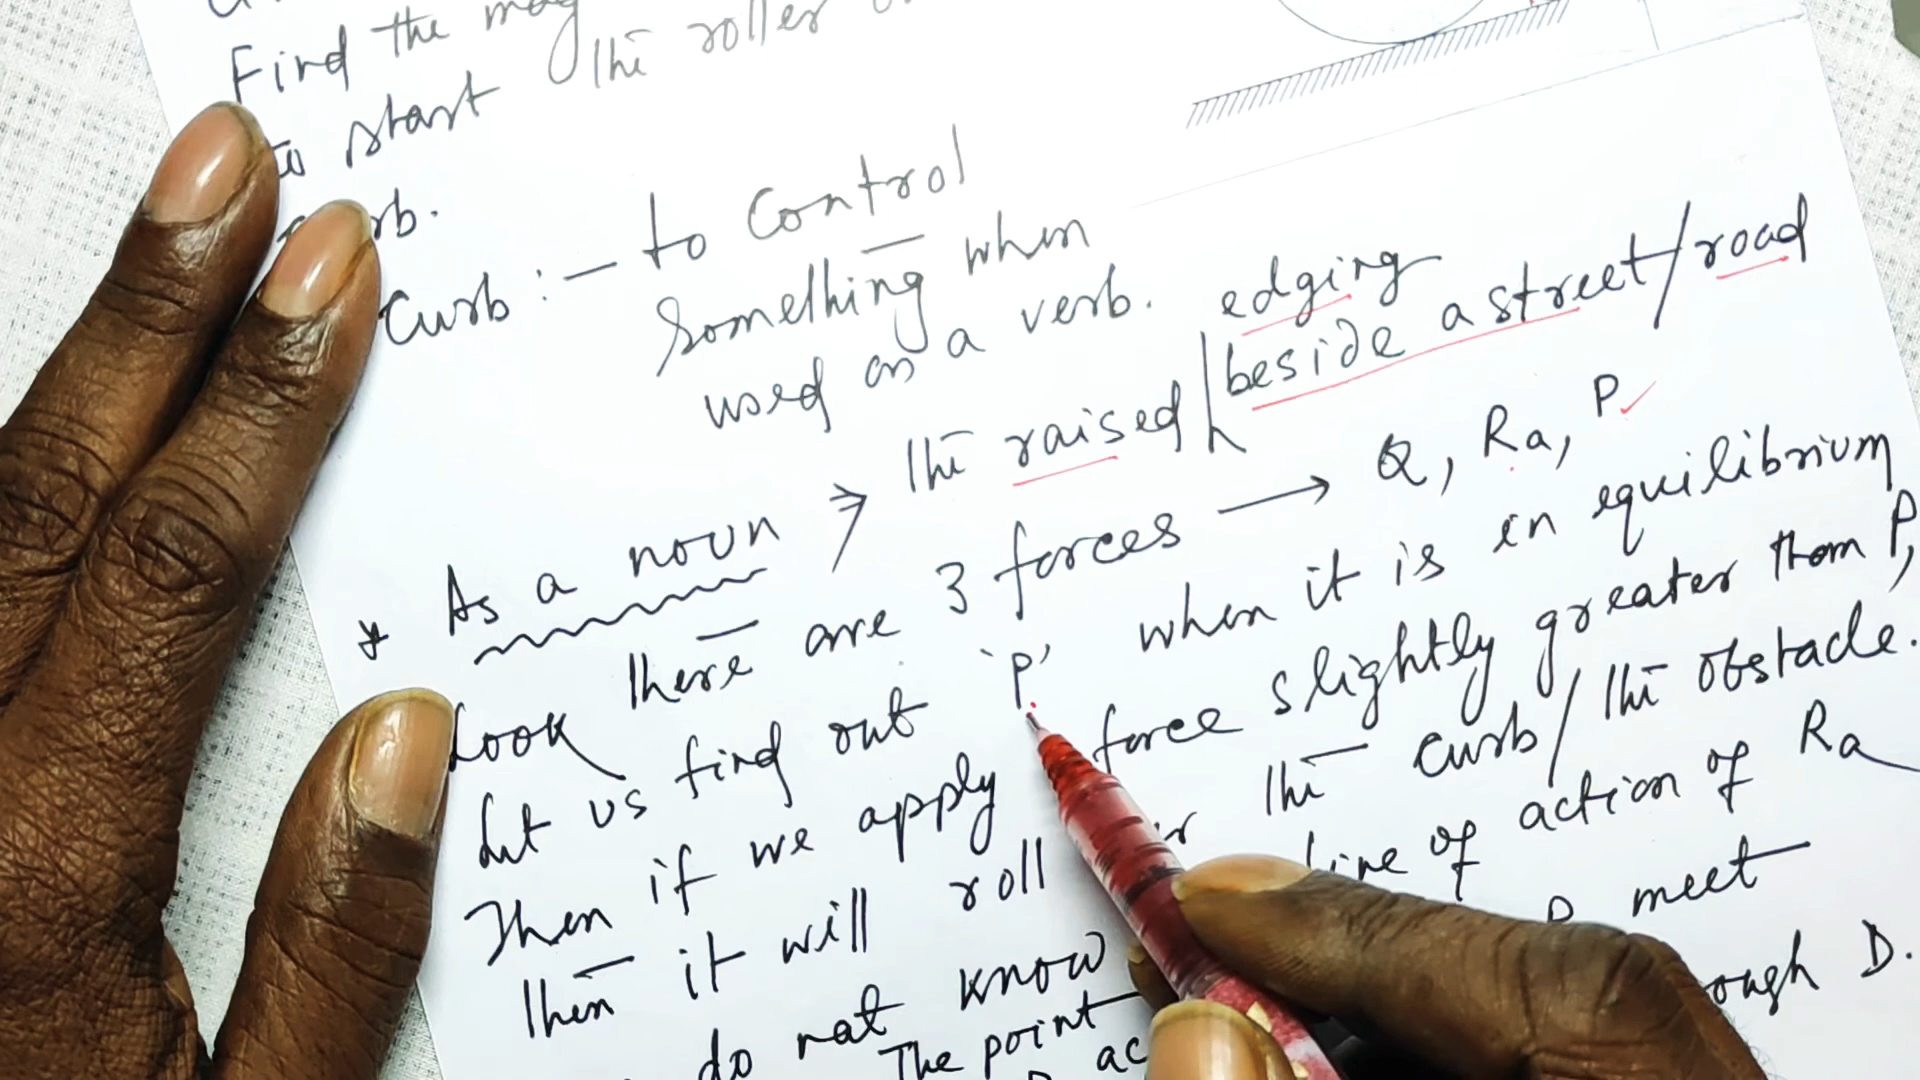 Find the mag
to start the roller
rb.
Curb :- to Control
Something when
used as a verb.
* As a noun → the raised edging
beside a street/road
Look there are 3 forces → Q, Ra, P
Let us find out 'P' when it is in equilibrium
Then if we apply force slightly greater than P,
then it will roll the curb/the obstacle.
do not know line of action of Ra
The point P meet
ac ough D.